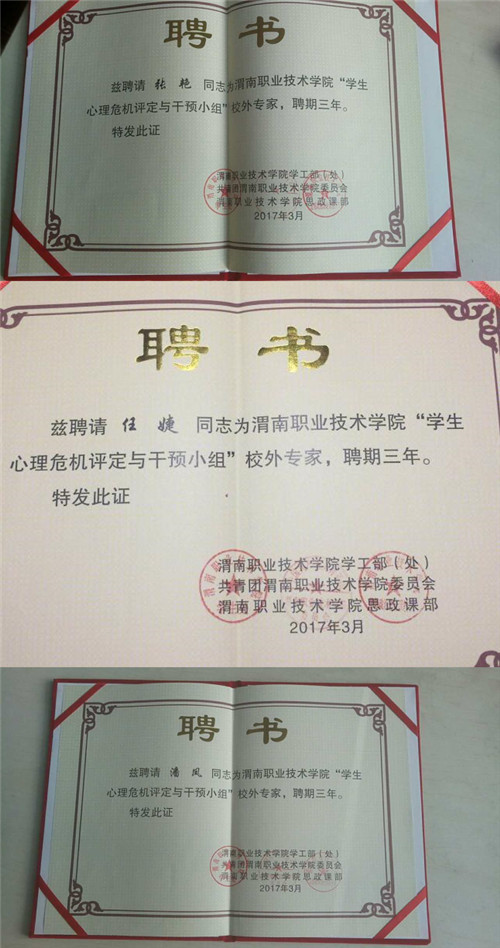 聘书
兹聘请 张艳 同志为渭南职业技术学院“学生
心理危机评定与干预小组”校外专家，聘期三年。
特发此证
渭南职业技术学院学工部（处）
共青团渭南职业技术学院委员会
渭南职业技术学院思政课部
2017年3月
聘书
兹聘请 任婕 同志为渭南职业技术学院“学生
心理危机评定与干预小组”校外专家，聘期三年。
特发此证
渭南职业技术学院学工部（处）
共青团渭南职业技术学院委员会
渭南职业技术学院思政课部
2017年3月
聘书
兹聘请 潘凤 同志为渭南职业技术学院“学生
心理危机评定与干预小组”校外专家，聘期三年。
特发此证
渭南职业技术学院学工部（处）
共青团渭南职业技术学院委员会
渭南职业技术学院思政课部
2017年3月